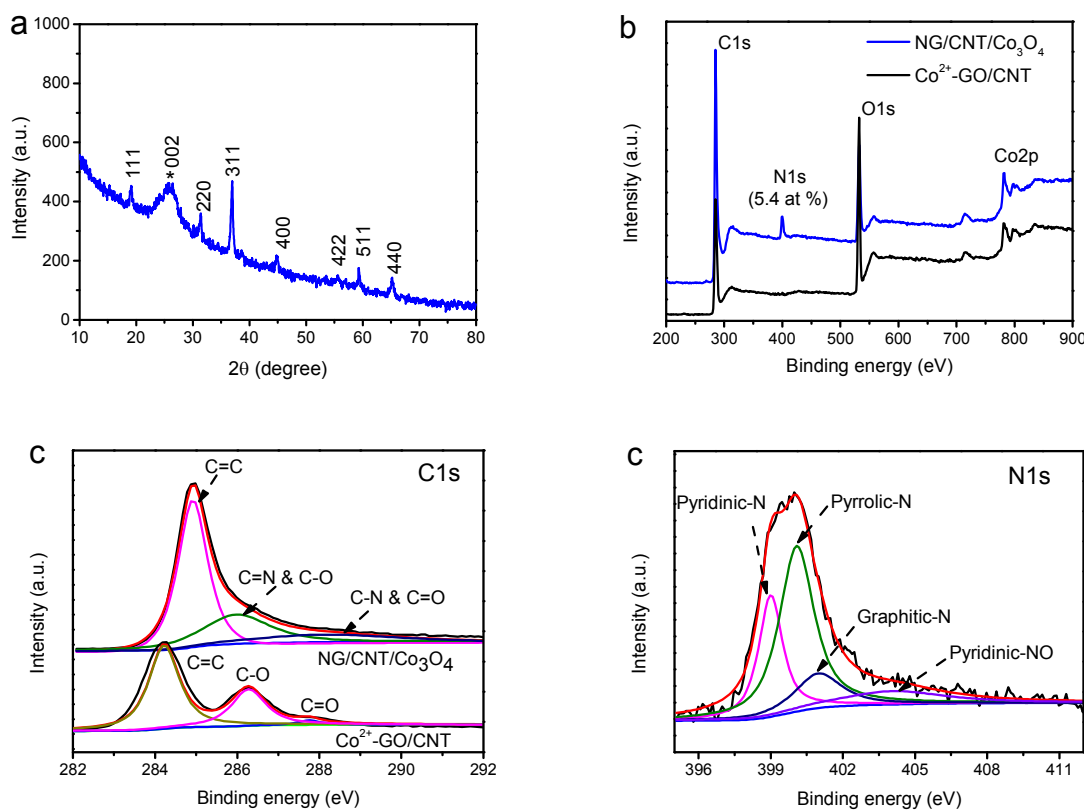 a
1000
800
600
400
200
0
Intensity (a.u.)
111
*002
220
311
400
422
511
440
10 20 30 40 50 60 70 80
2θ (degree)
b
C1s
NG/CNT/Co₃O₄
Co²⁺-GO/CNT
O1s
N1s
(5.4 at %)
Co2p
Intensity (a.u.)
200 300 400 500 600 700 800 900
Binding energy (eV)
c
C1s
C=C
C=N & C-O
C-N & C=O
NG/CNT/Co₃O₄
C=C
C-O
C=O
Co²⁺-GO/CNT
Intensity (a.u.)
282 284 286 288 290 292
Binding energy (eV)
c
N1s
Pyridinic-N
Pyrrolic-N
Graphitic-N
Pyridinic-NO
Intensity (a.u.)
396 399 402 405 408 411
Binding energy (eV)